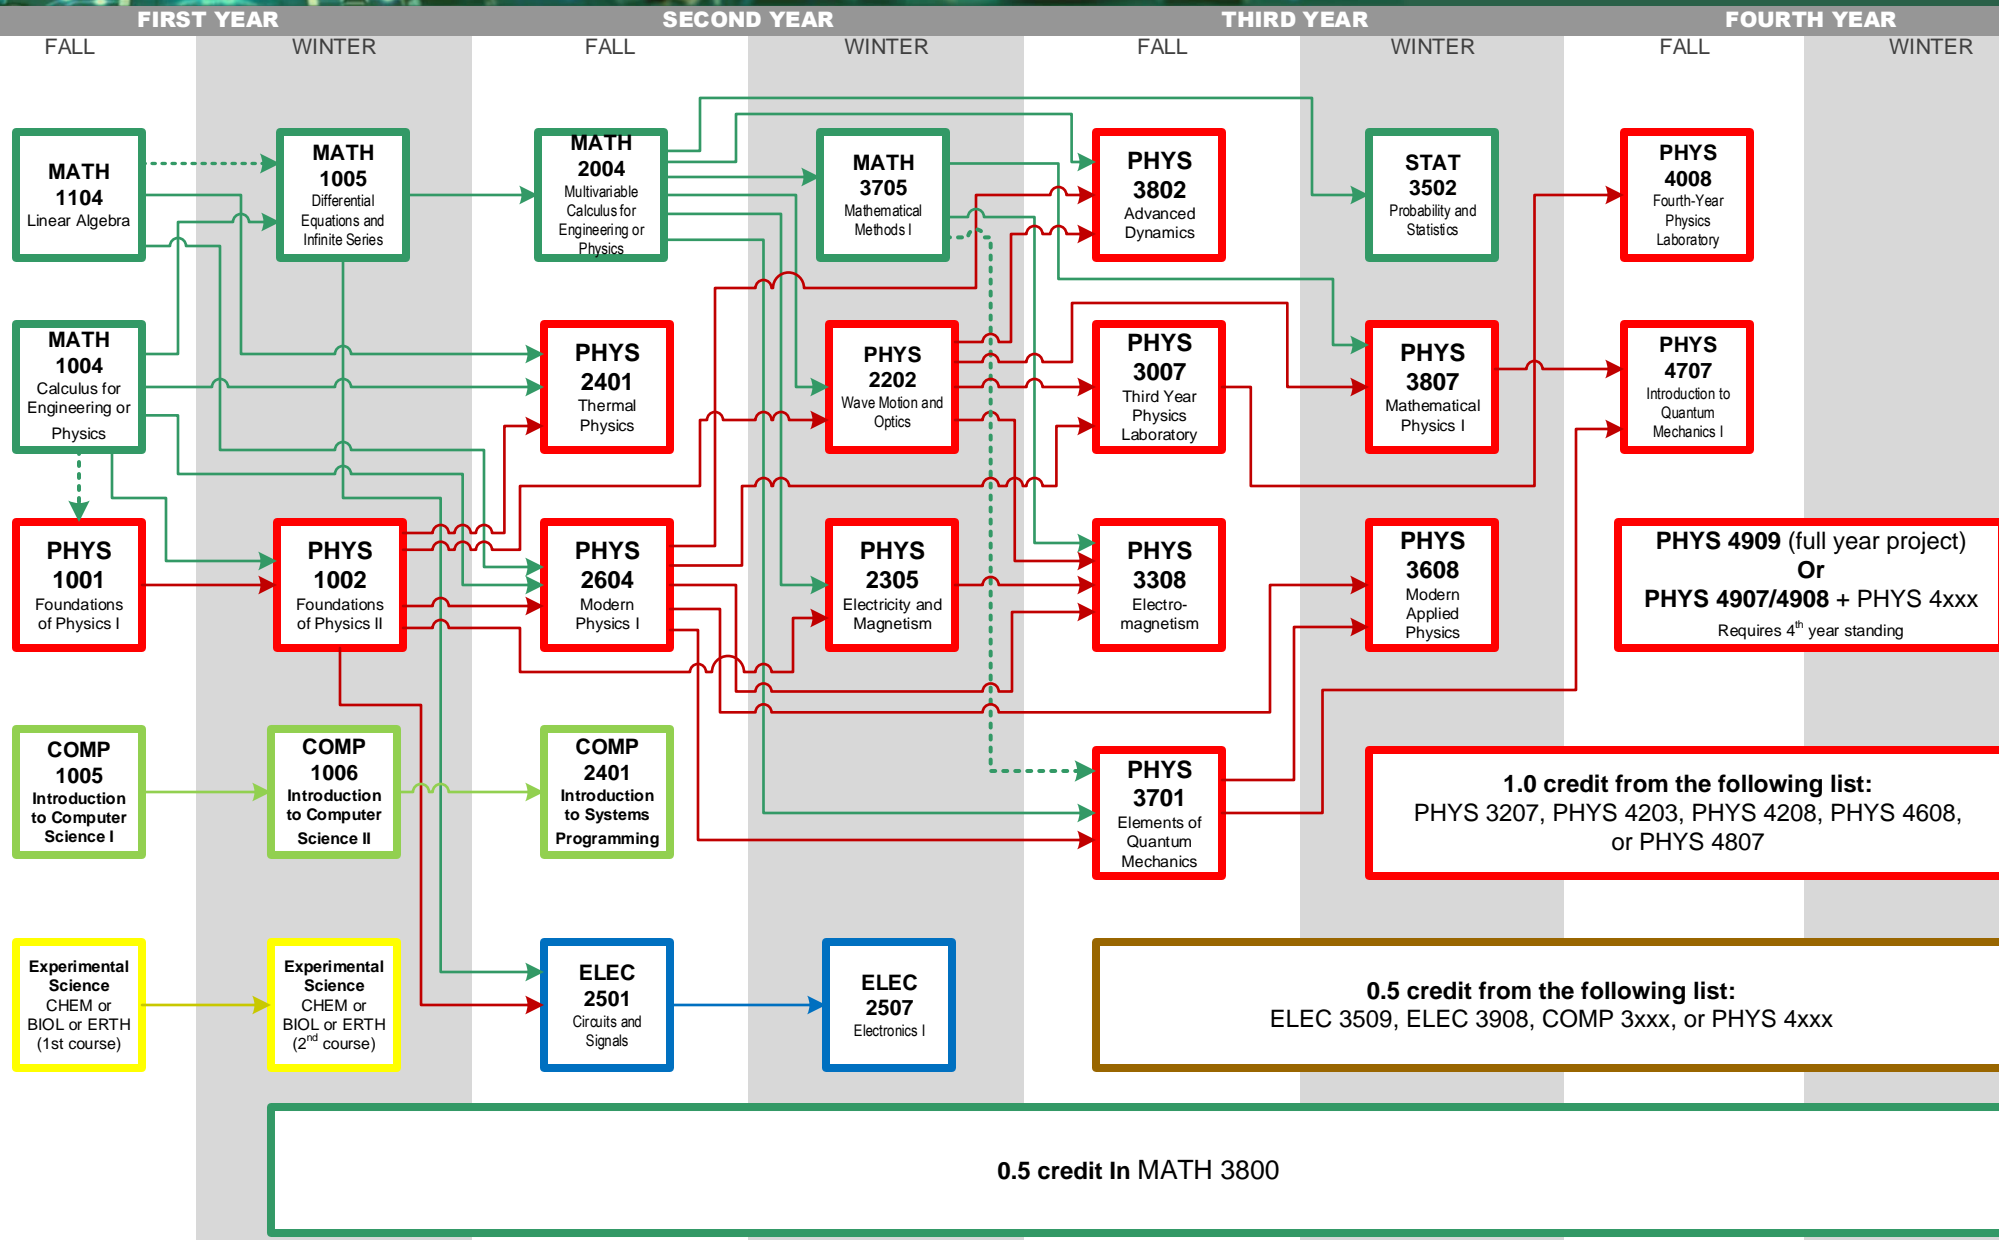 FIRST YEAR
SECOND YEAR
THIRD YEAR
FOURTH YEAR
FALL
WINTER
FALL
WINTER
FALL
WINTER
FALL
WINTER
MATH
1104
Linear Algebra
MATH
1005
Differential
Equations and
Infinite Series
MATH
2004
Multivariable
Calculus for
Engineering or
Physics
MATH
3705
Mathematical
Methods I
PHYS
3802
Advanced
Dynamics
STAT
3502
Probability and
Statistics
PHYS
4008
Fourth-Year
Physics
Laboratory
MATH
1004
Calculus for
Engineering or
Physics
PHYS
2401
Thermal
Physics
PHYS
2202
Wave Motion and
Optics
PHYS
3007
Third Year
Physics
Laboratory
PHYS
3807
Mathematical
Physics I
PHYS
4707
Introduction to
Quantum
Mechanics I
PHYS
1001
Foundations
of Physics I
PHYS
1002
Foundations
of Physics II
PHYS
2604
Modern
Physics I
PHYS
2305
Electricity and
Magnetism
PHYS
3308
Electro-
magnetism
PHYS
3608
Modern
Applied
Physics
PHYS 4909 (full year project)
Or
PHYS 4907/4908 + PHYS 4xxx
Requires 4th year standing
COMP
1005
Introduction
to Computer
Science I
COMP
1006
Introduction
to Computer
Science II
COMP
2401
Introduction
to Systems
Programming
PHYS
3701
Elements of
Quantum
Mechanics
1.0 credit from the following list:
PHYS 3207, PHYS 4203, PHYS 4208, PHYS 4608,
or PHYS 4807
Experimental
Science
CHEM or
BIOL or ERTH
(1st course)
Experimental
Science
CHEM or
BIOL or ERTH
(2nd course)
ELEC
2501
Circuits and
Signals
ELEC
2507
Electronics I
0.5 credit from the following list:
ELEC 3509, ELEC 3908, COMP 3xxx, or PHYS 4xxx
0.5 credit In MATH 3800